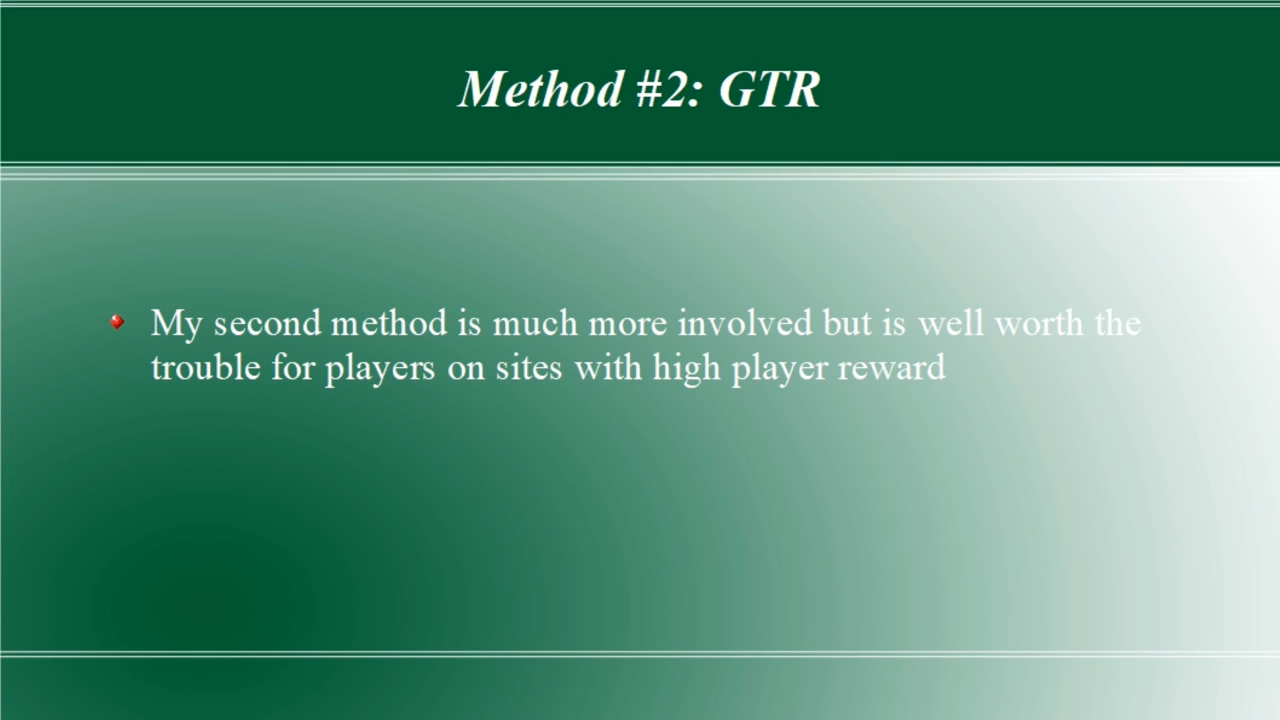 Method #2: GTR
My second method is much more involved but is well worth the
trouble for players on sites with high player reward